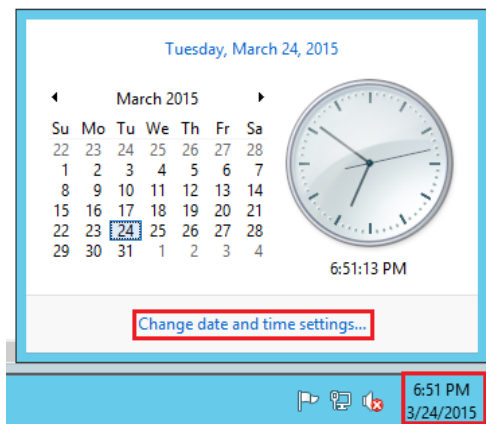 Tuesday, March 24, 2015
March 2015
Su Mo Tu We Th Fr Sa
22 23 24 25 26 27 28
1 2 3 4 5 6 7
8 9 10 11 12 13 14
15 16 17 18 19 20 21
22 23 24 25 26 27 28
29 30 31 1 2 3 4
6:51:13 PM
Change date and time settings...
6:51 PM
3/24/2015